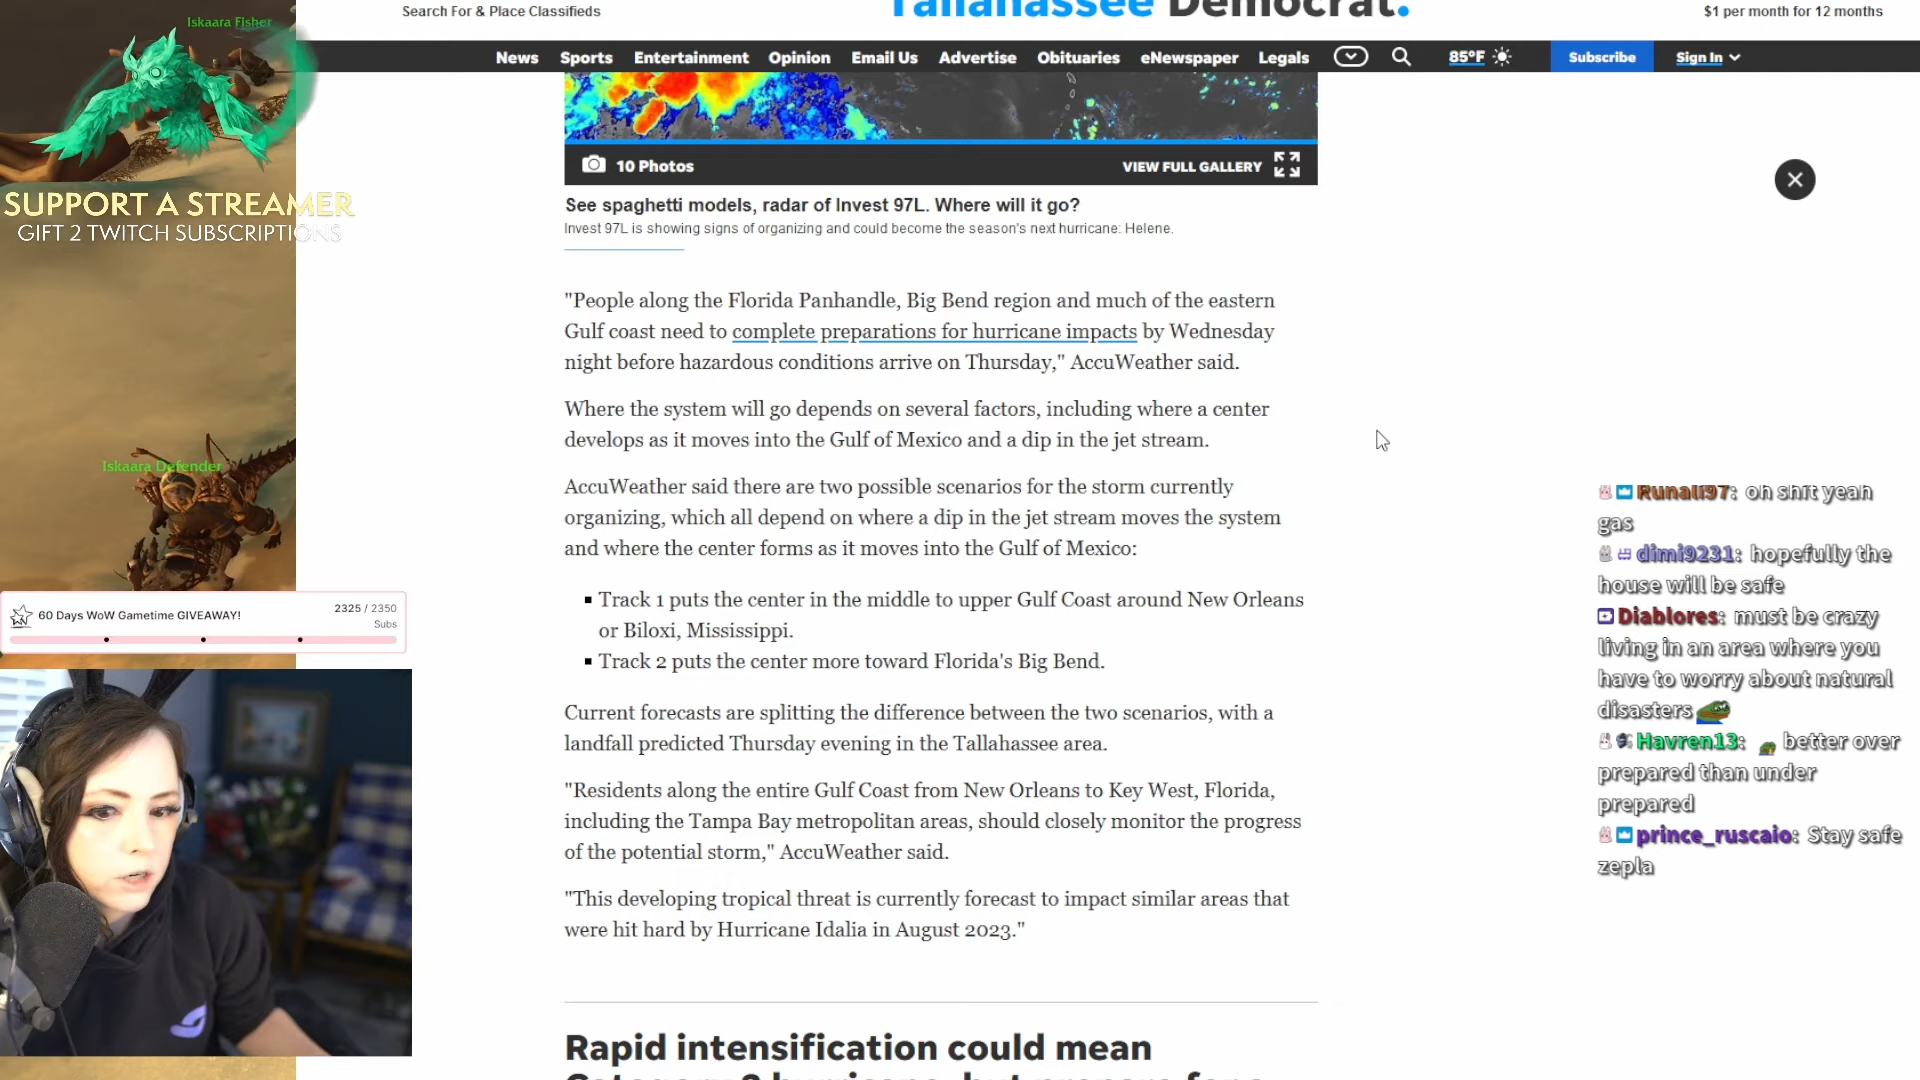 Iskaara Fisher
SUPPORT A STREAMER
GIFT 2 TWITCH SUBSCRIPTIONS
Iskaara Defender
60 Days WoW Gametime GIVEAWAY!
2325 / 2350
Subs
Search For & Place Classifieds
Tallahassee Democrat.
$1 per month for 12 months
News Sports Entertainment Opinion Email Us Advertise Obituaries eNewspaper Legals 85°F Subscribe Sign In
10 Photos
VIEW FULL GALLERY
See spaghetti models, radar of Invest 97L. Where will it go?
Invest 97L is showing signs of organizing and could become the season's next hurricane: Helene.
"People along the Florida Panhandle, Big Bend region and much of the eastern
Gulf coast need to complete preparations for hurricane impacts by Wednesday
night before hazardous conditions arrive on Thursday," AccuWeather said.
Where the system will go depends on several factors, including where a center
develops as it moves into the Gulf of Mexico and a dip in the jet stream.
AccuWeather said there are two possible scenarios for the storm currently
organizing, which all depend on where a dip in the jet stream moves the system
and where the center forms as it moves into the Gulf of Mexico:
▪ Track 1 puts the center in the middle to upper Gulf Coast around New Orleans
or Biloxi, Mississippi.
▪ Track 2 puts the center more toward Florida's Big Bend.
Current forecasts are splitting the difference between the two scenarios, with a
landfall predicted Thursday evening in the Tallahassee area.
"Residents along the entire Gulf Coast from New Orleans to Key West, Florida,
including the Tampa Bay metropolitan areas, should closely monitor the progress
of the potential storm," AccuWeather said.
"This developing tropical threat is currently forecast to impact similar areas that
were hit hard by Hurricane Idalia in August 2023."
Rapid intensification could mean
Runali97: oh shit yeah
gas
dimi9231: hopefully the
house will be safe
Diablores: must be crazy
living in an area where you
have to worry about natural
disasters
Havren13: better over
prepared than under
prepared
prince_ruscaio: Stay safe
zepla